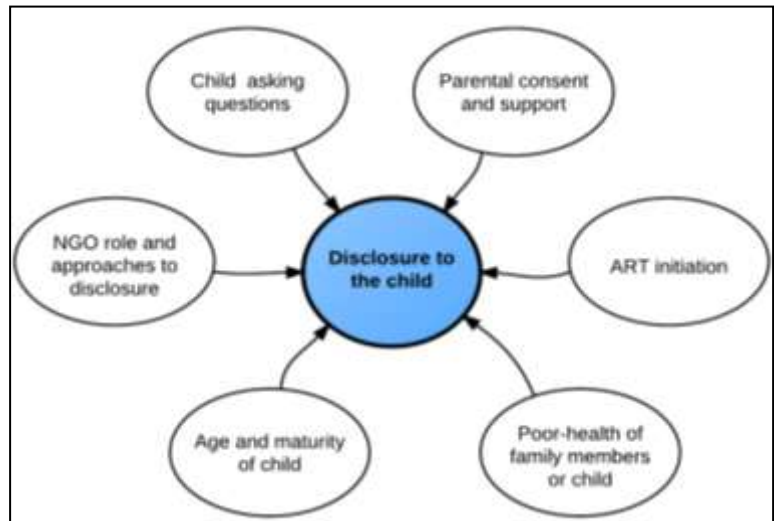 Child asking
questions
Parental consent
and support
NGO role and
approaches to
disclosure
Disclosure to
the child
ART initiation
Age and maturity
of child
Poor-health of
family members
or child